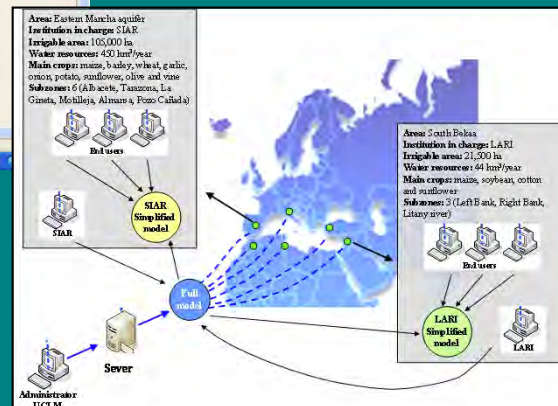 Area: Eastern Mancha aquifer
Institution in charge: SIAR
Irrigable area: 105,000 ha
Water resources: 450 hm³/year
Main crops: maize, barley, wheat, garlic,
onion, potato, sunflower, olive and vine
Subzones: 6 (Albacete, Tarazona, La
Gineta, Motilleja, Almansa, Pozo Cañada)
End users
SIAR
Simplified
model
SIAR
Area: South Bekaa
Institution in charge: LARI
Irrigable area: 21,500 ha
Water resources: 44 hm³/year
Main crops: maize, soybean, cotton
and sunflower
Subzones: 3 (Left Bank, Right Bank,
Litany river)
End users
LARI
Simplified
model
LARI
Full
model
Sever
Administrator
UCLM